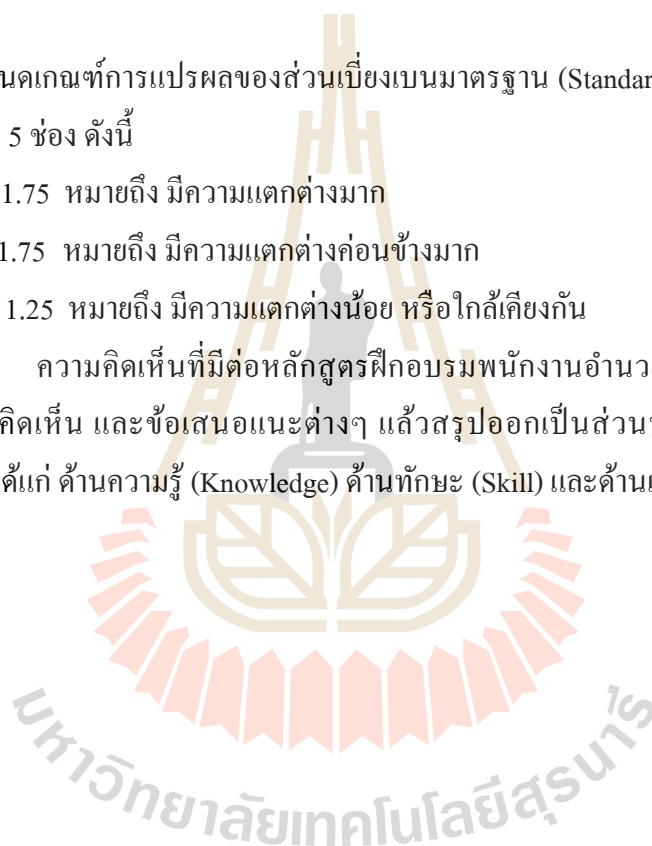 นดเกณฑ์การแปรผลของส่วนเบี่ยงเบนมาตรฐาน (Standar
5 ช่อง ดังนี้
1.75 หมายถึง มีความแตกต่างมาก
1.75 หมายถึง มีความแตกต่างค่อนข้างมาก
1.25 หมายถึง มีความแตกต่างน้อย หรือใกล้เคียงกัน
ความคิดเห็นที่มีต่อหลักสูตรฝึกอบรมพนักงานอำนว
คิดเห็น และข้อเสนอแนะต่างๆ แล้วสรุปออกเป็นส่วน
ด้แก่ ด้านความรู้ (Knowledge) ด้านทักษะ (Skill) และด้าน
มหาวิทยาลัยเทคโนโลยีสุรนารี